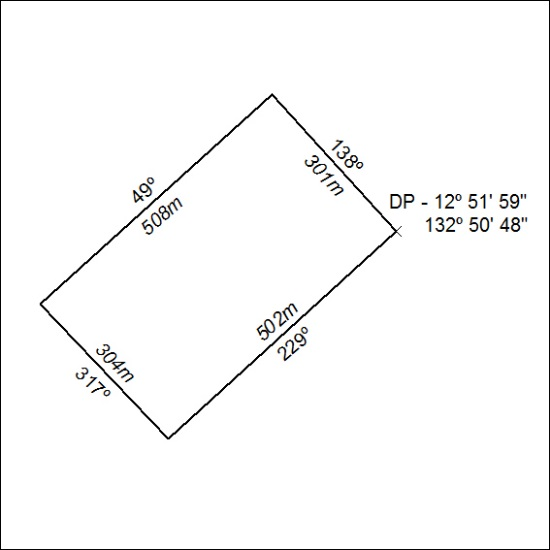 138º
301m
49º
508m
DP - 12º 51' 59"
132º 50' 48"
502m
229º
304m
317º